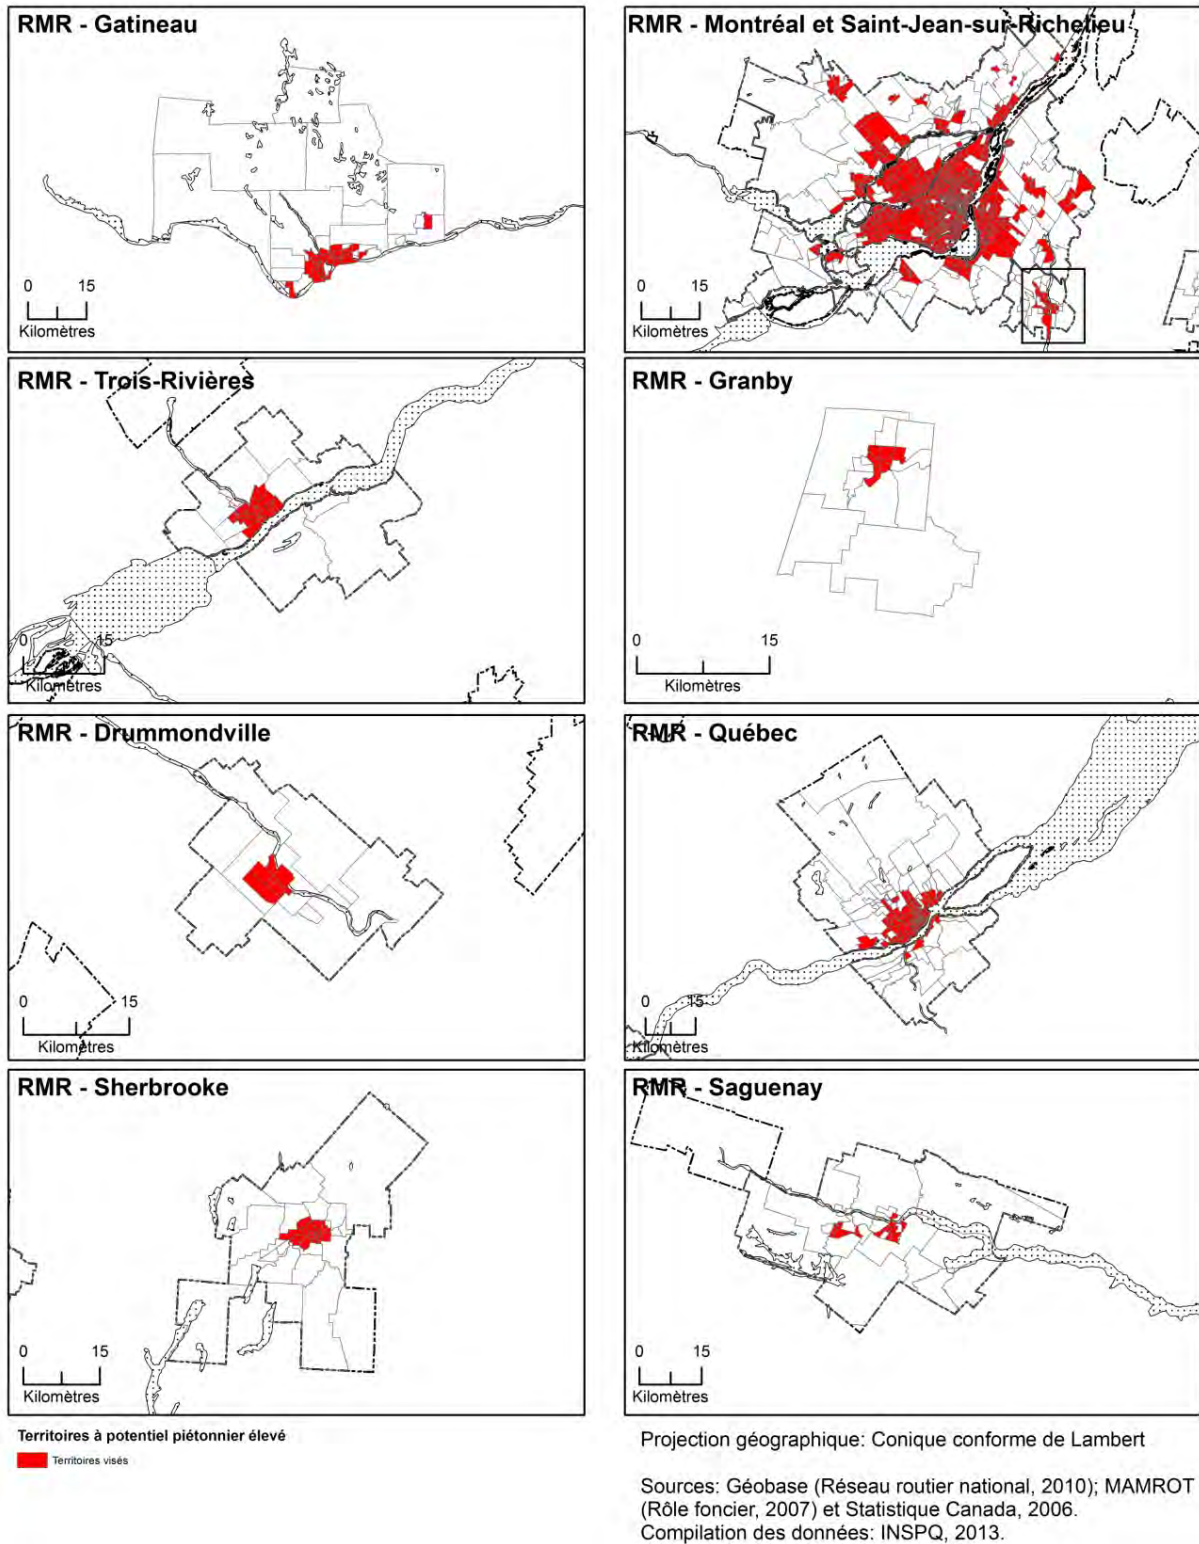 RMR - Gatineau
0 15
Kilomètres
RMR - Montréal et Saint-Jean-sur-Richelieu
0 15
Kilomètres
RMR - Trois-Rivières
0 15
Kilomètres
RMR - Granby
0 15
Kilomètres
RMR - Drummondville
0 15
Kilomètres
RMR - Québec
0 15
Kilomètres
RMR - Sherbrooke
0 15
Kilomètres
RMR - Saguenay
0 15
Kilomètres
Territoires à potentiel piétonnier élevé
Territoires visés
Projection géographique: Conique conforme de Lambert
Sources: Géobase (Réseau routier national, 2010); MAMROT
(Rôle foncier, 2007) et Statistique Canada, 2006.
Compilation des données: INSPQ, 2013.